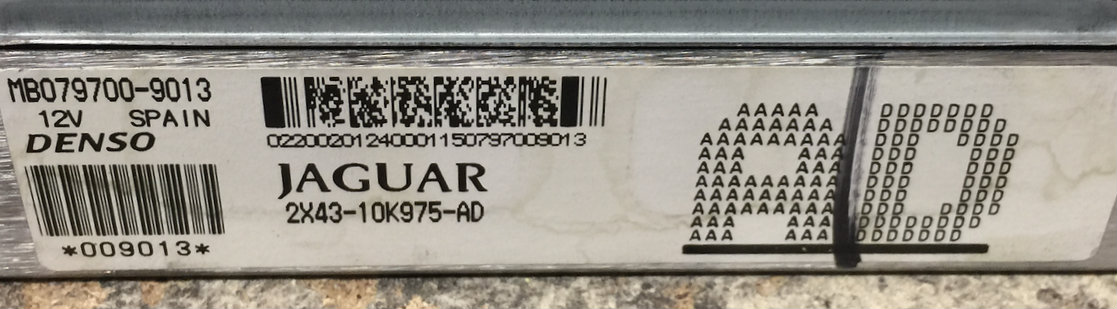 MB079700-9013
12V SPAIN
DENSO
*009013*
02200201240001150797009013
JAGUAR
2X43-10K975-AD
AD